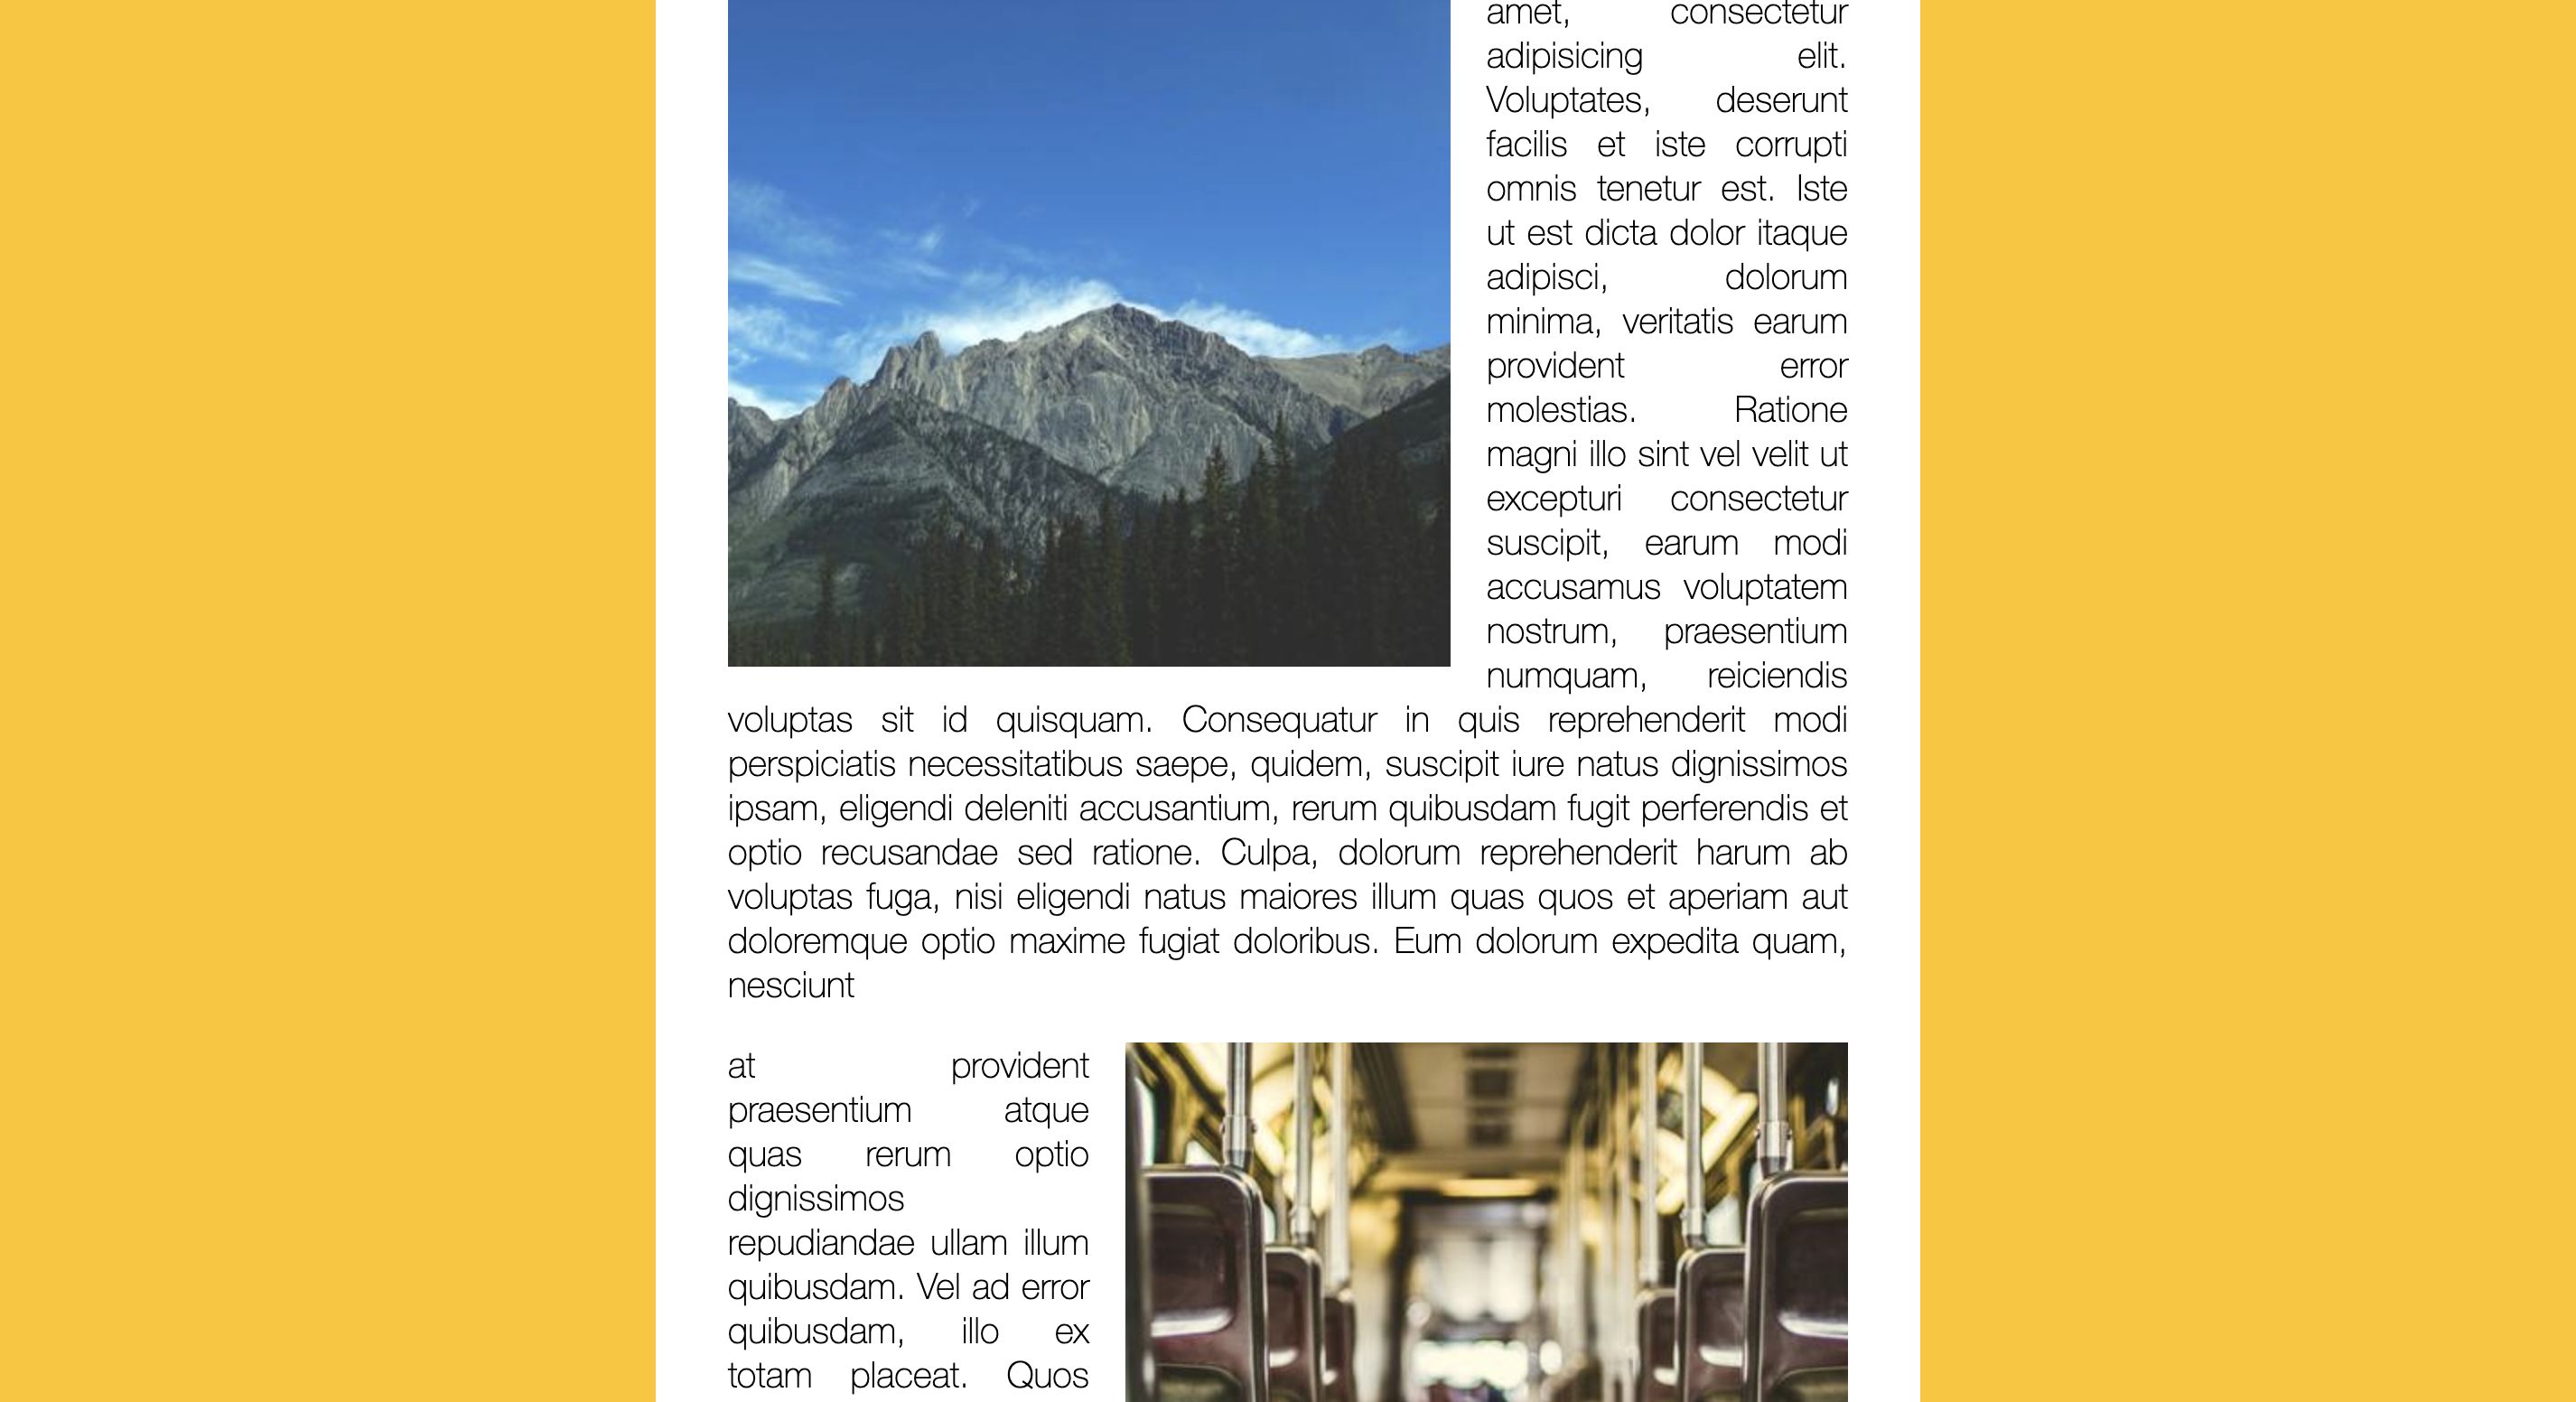 amet, consectetur
adipisicing elit.
Voluptates, deserunt
facilis et iste corrupti
omnis tenetur est. Iste
ut est dicta dolor itaque
adipisci, dolorum
minima, veritatis earum
provident error
molestias. Ratione
magni illo sint vel velit ut
excepturi consectetur
suscipit, earum modi
accusamus voluptatem
nostrum, praesentium
numquam, reiciendis
voluptas sit id quisquam. Consequatur in quis reprehenderit modi
perspiciatis necessitatibus saepe, quidem, suscipit iure natus dignissimos
ipsam, eligendi deleniti accusantium, rerum quibusdam fugit perferendis et
optio recusandae sed ratione. Culpa, dolorum reprehenderit harum ab
voluptas fuga, nisi eligendi natus maiores illum quas quos et aperiam aut
doloremque optio maxime fugiat doloribus. Eum dolorum expedita quam,
nesciunt
at provident
praesentium atque
quas rerum optio
dignissimos
repudiandae ullam illum
quibusdam. Vel ad error
quibusdam, illo ex
totam placeat. Quos